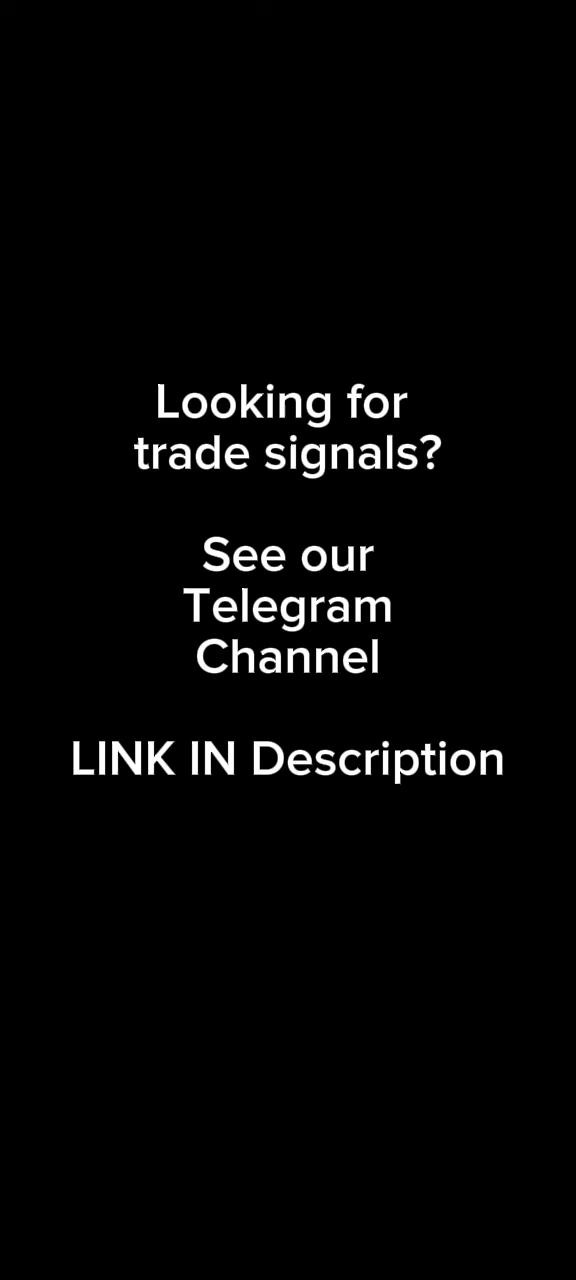 Looking for
trade signals?
See our
Telegram
Channel
LINK IN Description